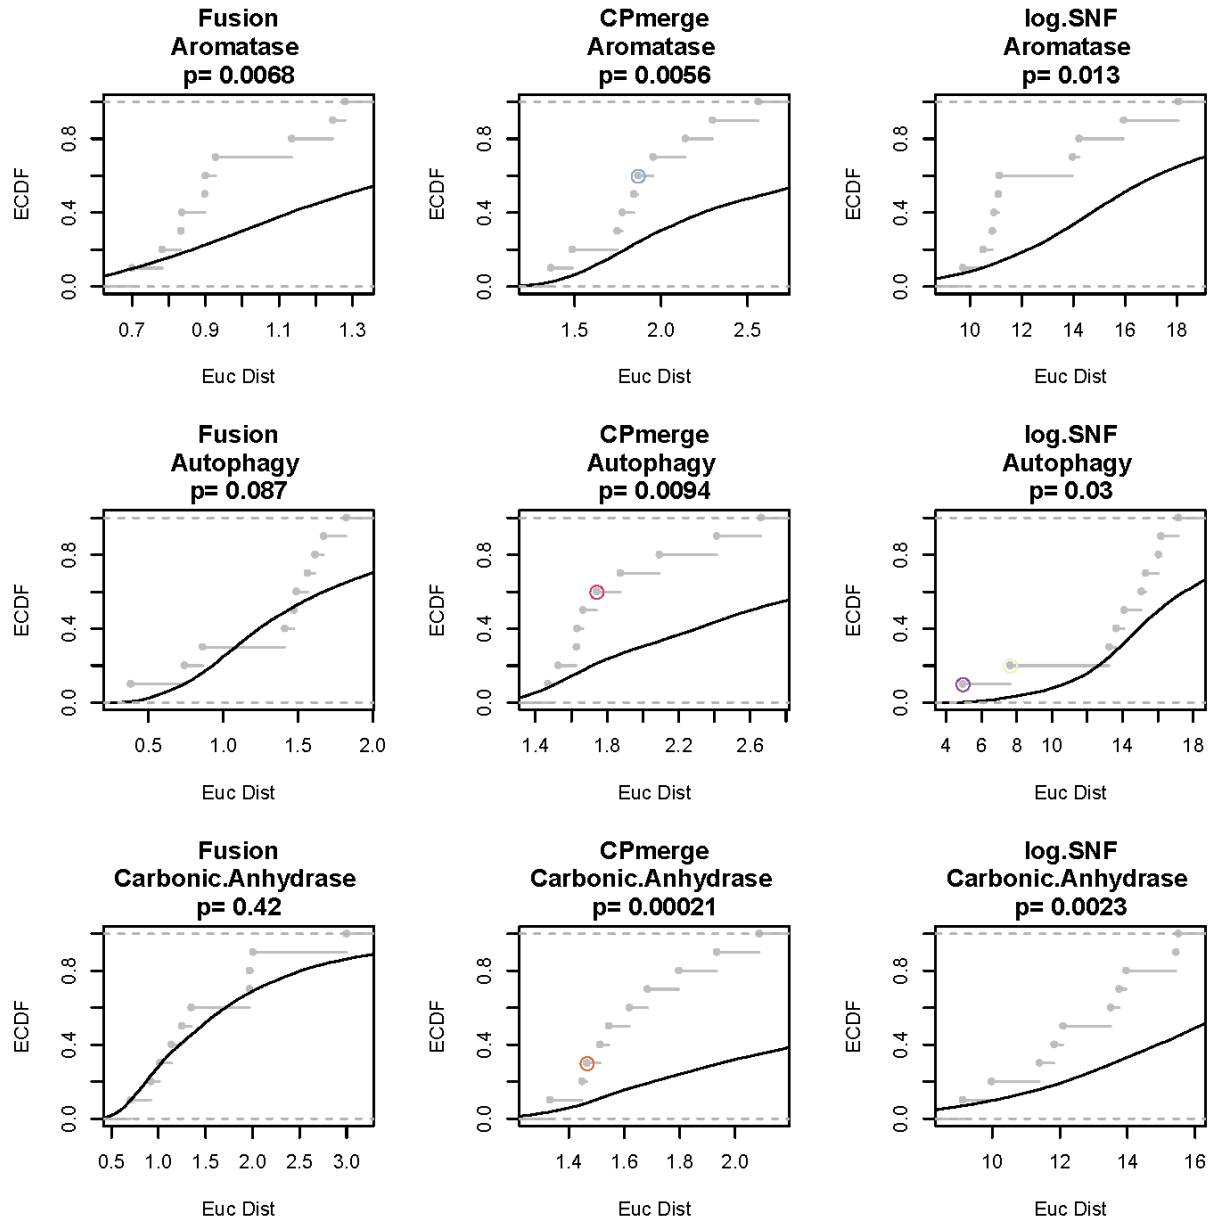 Fusion
Aromatase
p= 0.0068
ECDF
0.0 0.4 0.8
0.7 0.9 1.1 1.3
Euc Dist
CPmerge
Aromatase
p= 0.0056
ECDF
0.0 0.4 0.8
1.5 2.0 2.5
Euc Dist
log.SNF
Aromatase
p= 0.013
ECDF
0.0 0.4 0.8
10 12 14 16 18
Euc Dist
Fusion
Autophagy
p= 0.087
ECDF
0.0 0.4 0.8
0.5 1.0 1.5 2.0
Euc Dist
CPmerge
Autophagy
p= 0.0094
ECDF
0.0 0.4 0.8
1.4 1.8 2.2 2.6
Euc Dist
log.SNF
Autophagy
p= 0.03
ECDF
0.0 0.4 0.8
4 6 8 10 14 18
Euc Dist
Fusion
Carbonic.Anhydrase
p= 0.42
ECDF
0.0 0.4 0.8
0.5 1.0 1.5 2.0 2.5 3.0
Euc Dist
CPmerge
Carbonic.Anhydrase
p= 0.00021
ECDF
0.0 0.4 0.8
1.4 1.6 1.8 2.0
Euc Dist
log.SNF
Carbonic.Anhydrase
p= 0.0023
ECDF
0.0 0.4 0.8
10 12 14 16
Euc Dist